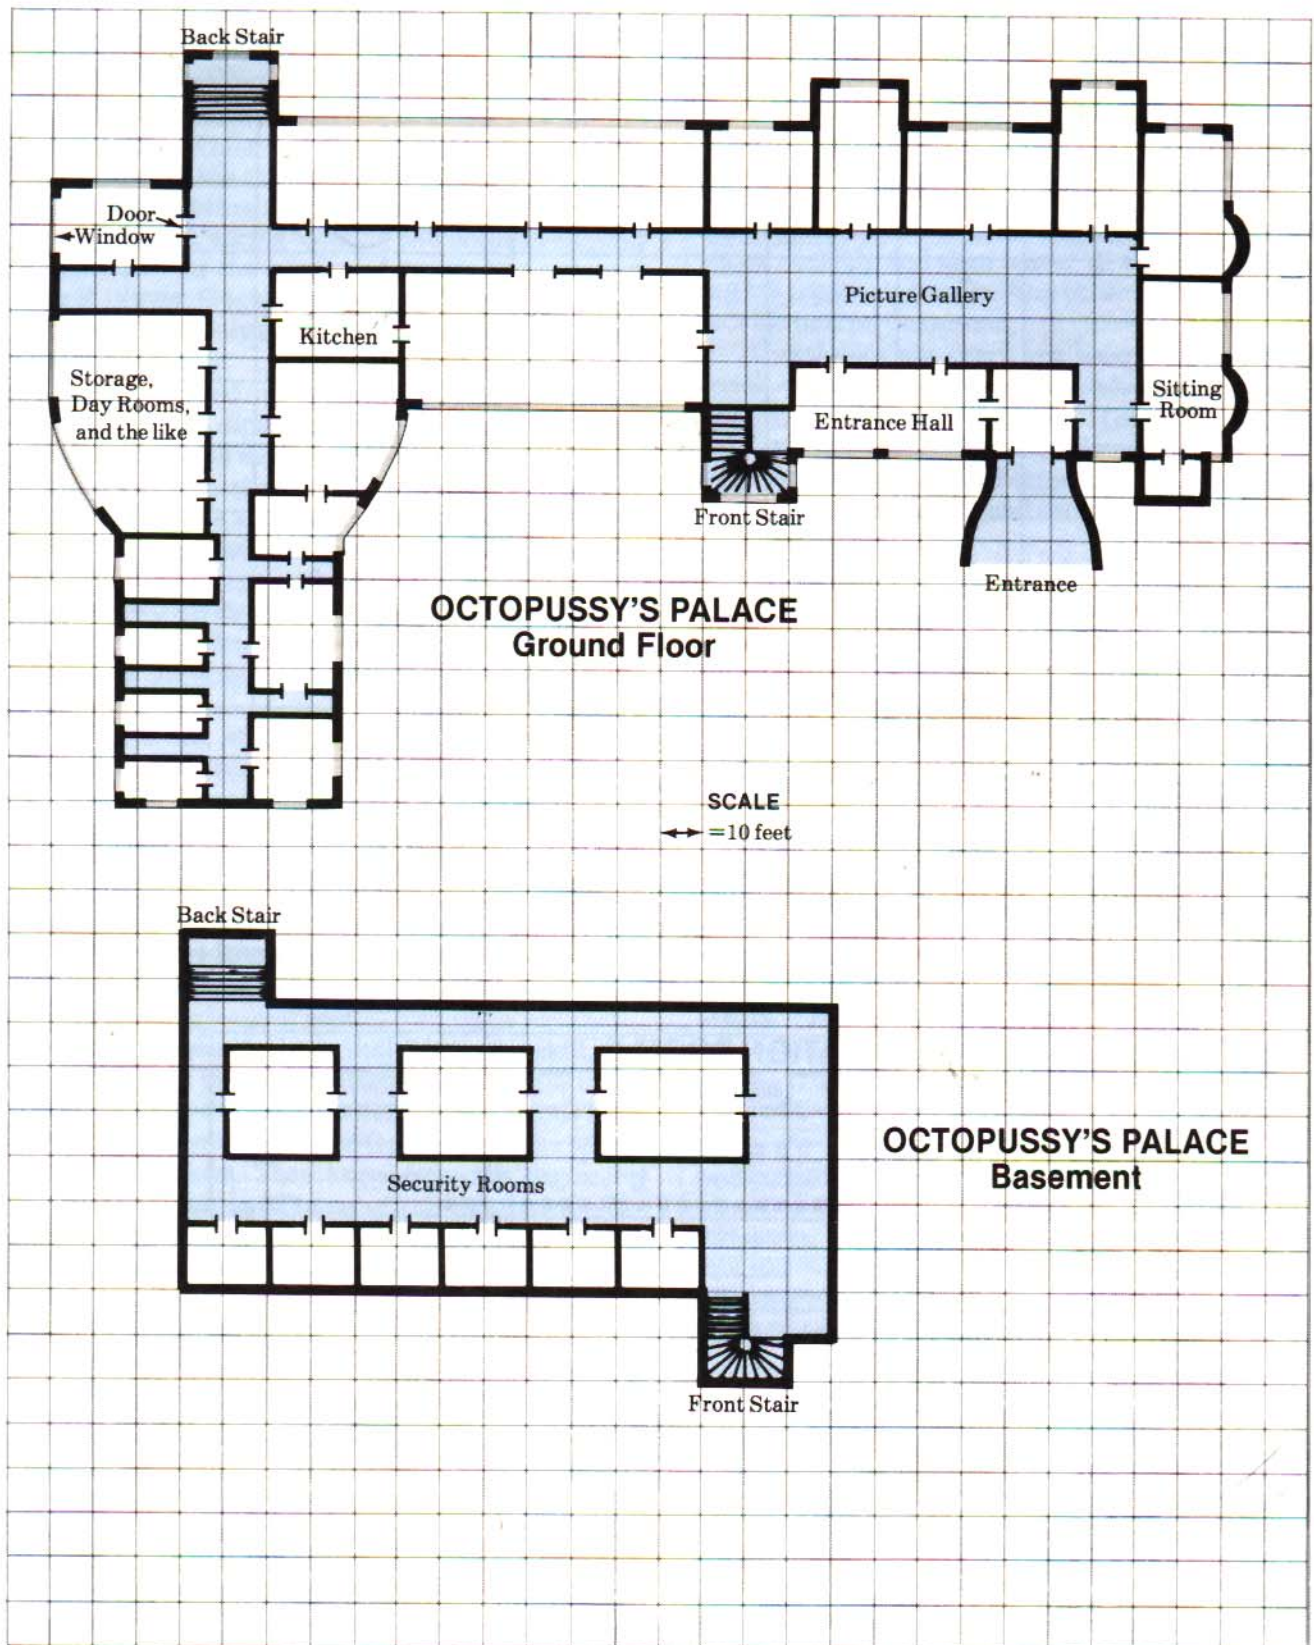 Back Stair
Door
Window
Kitchen
Picture Gallery
Storage,
Day Rooms,
and the like
Sitting
Room
Entrance Hall
Front Stair
Entrance
OCTOPUSSY'S PALACE
Ground Floor
SCALE
=10 feet
Back Stair
OCTOPUSSY'S PALACE
Basement
Security Rooms
Front Stair